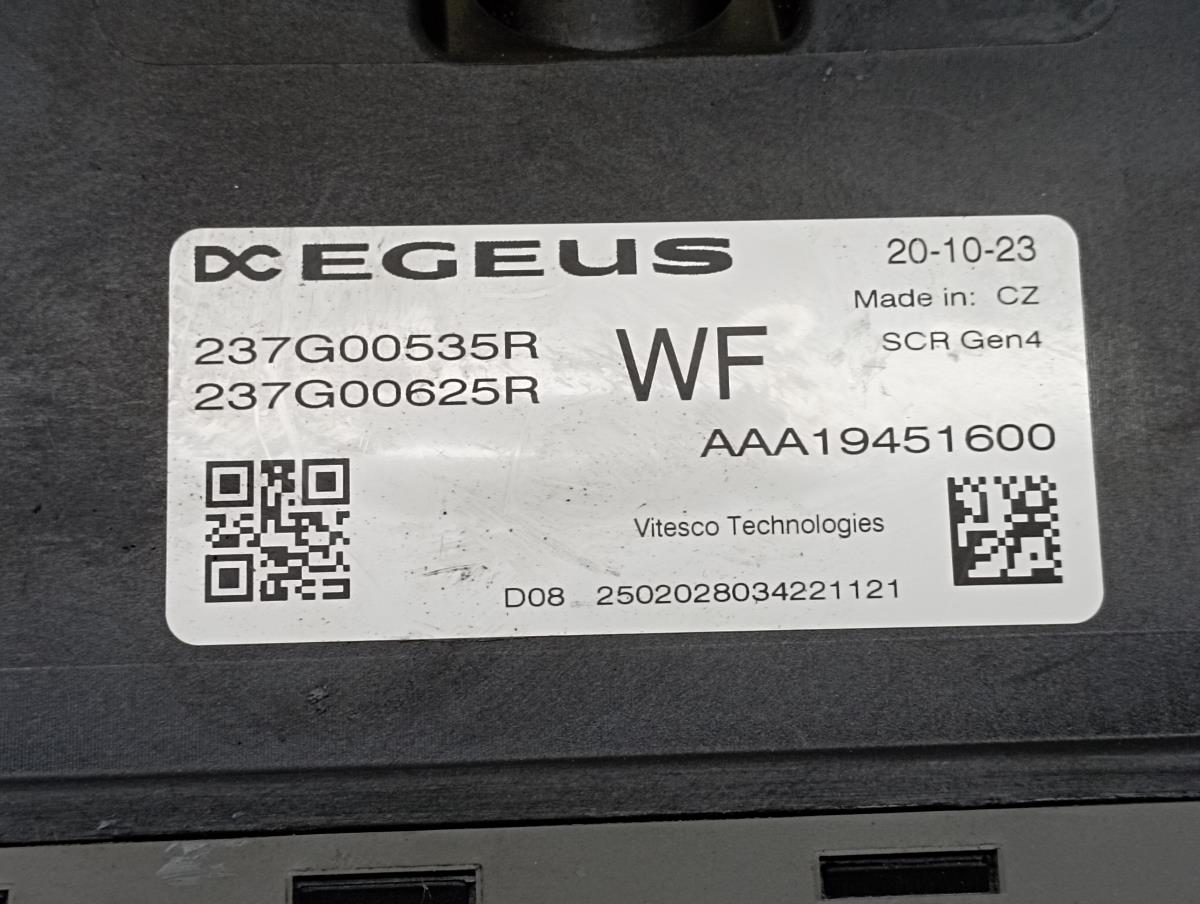 EGEUS
20-10-23
Made in: CZ
237G00535R
WF
SCR Gen4
237G00625R
AAA19451600
Vitesco Technologies
D08 2502028034221121